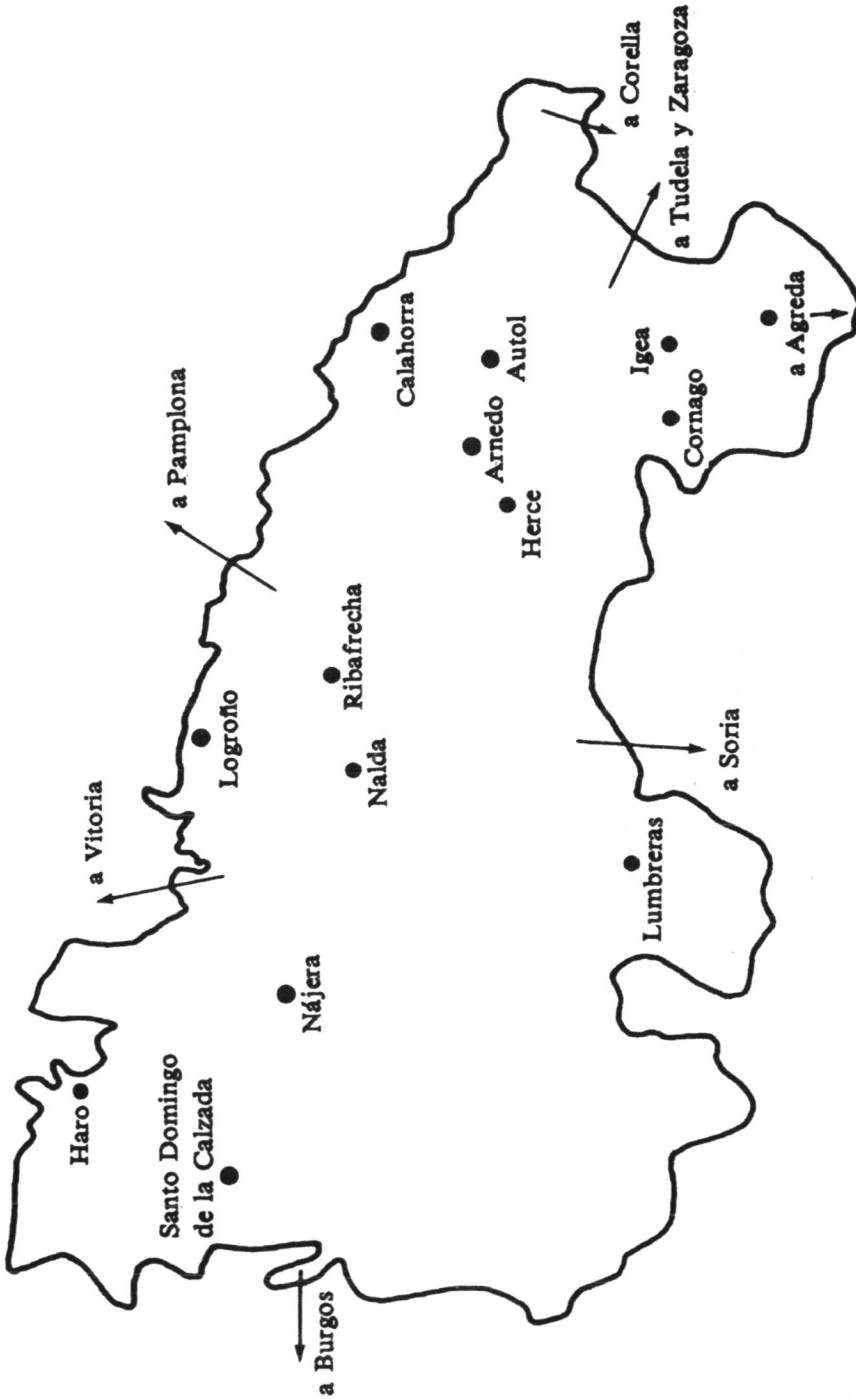 a Vitoria
a Pamplona
Haro
Santo Domingo
de la Calzada
Logroño
Nájera
Ribafrecha
Nalda
Calahorra
a Burgos
Arnedo
Autol
Herce
a Corella
a Tudela y Zaragoza
Lumbreras
Igea
Cornago
a Soria
a Agreda